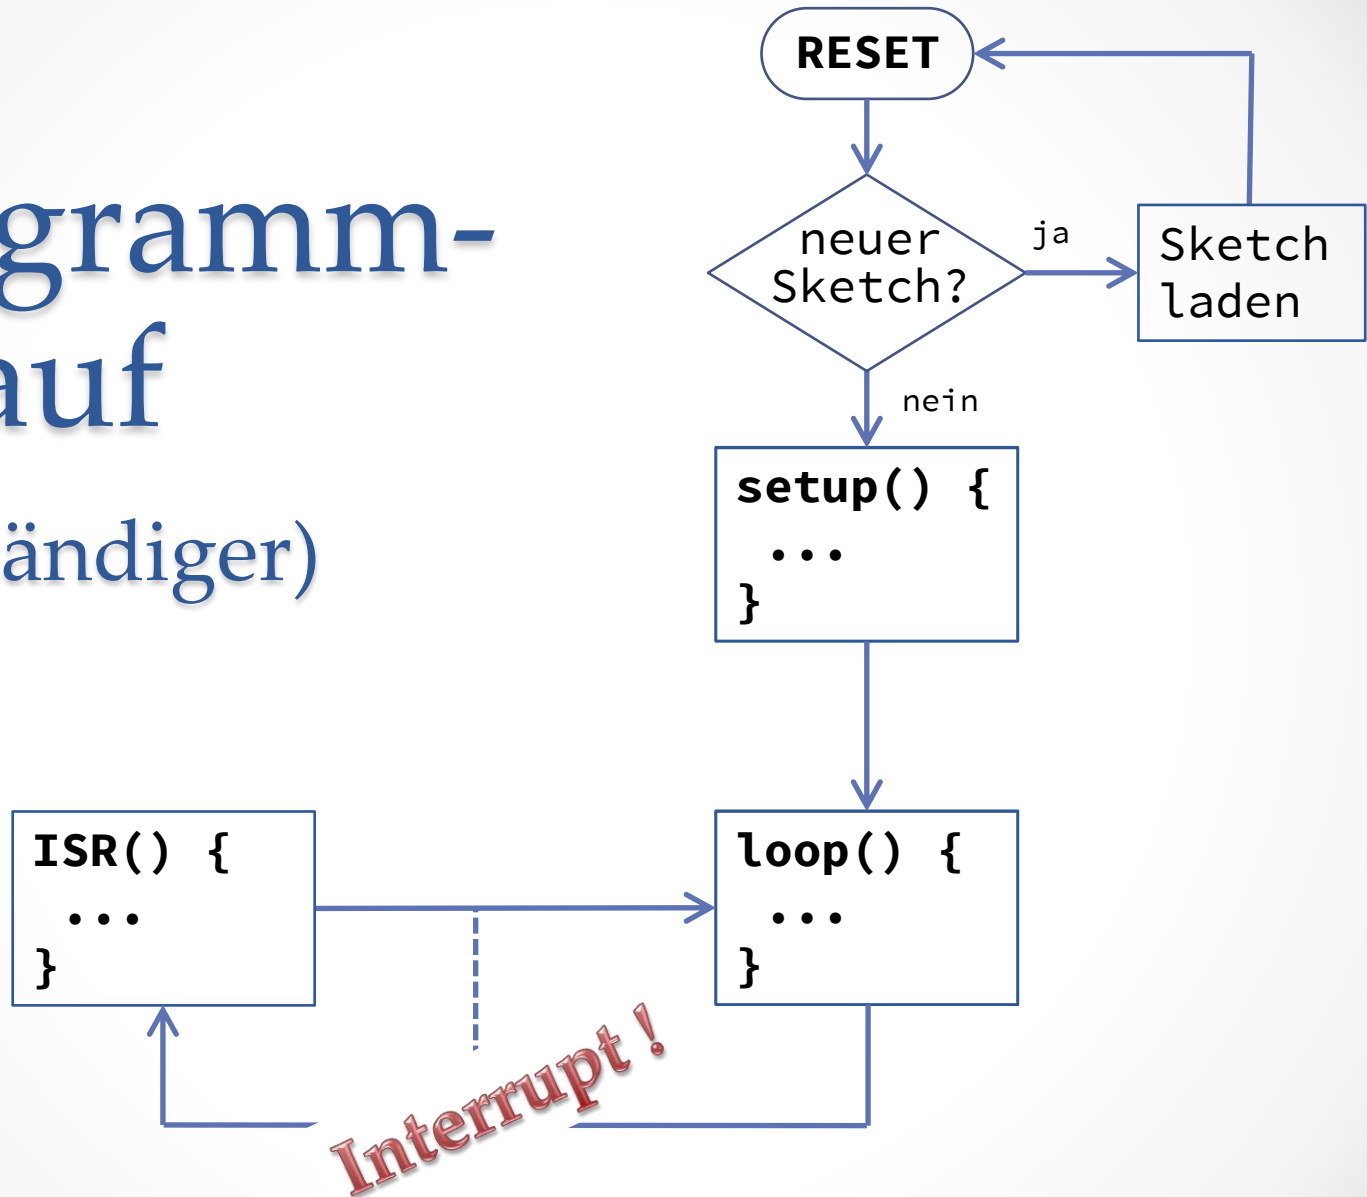 RESET
neuer
Sketch?
ja
Sketch
laden
nein
gramm-
auf
ändiger)
setup() {
...
}
ISR() {
...
}
loop() {
...
}
Interrupt !